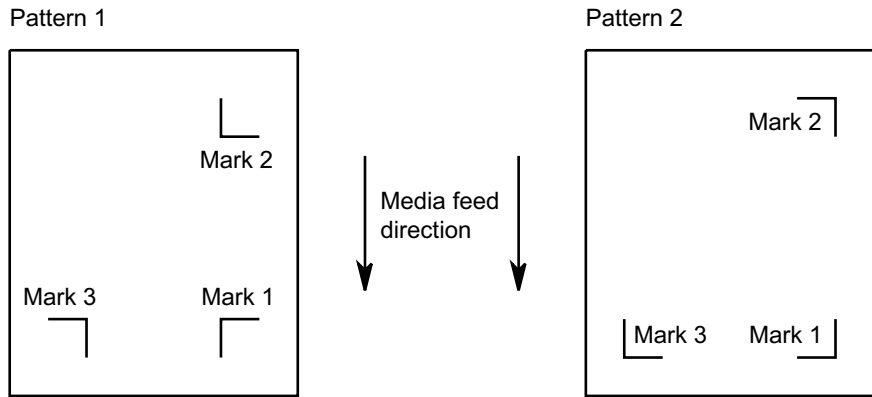 Pattern 1
Pattern 2
Mark 2
Mark 2
Media feed
direction
Mark 3
Mark 1
Mark 3
Mark 1